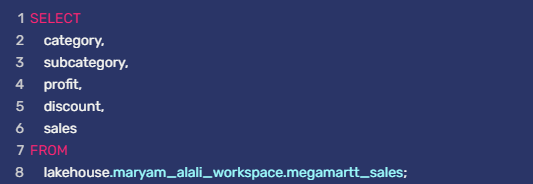 1 SELECT
2 category,
3 subcategory,
4 profit,
5 discount,
6 sales
7 FROM
8 lakehouse.maryam_alali_workspace.megamartt_sales;